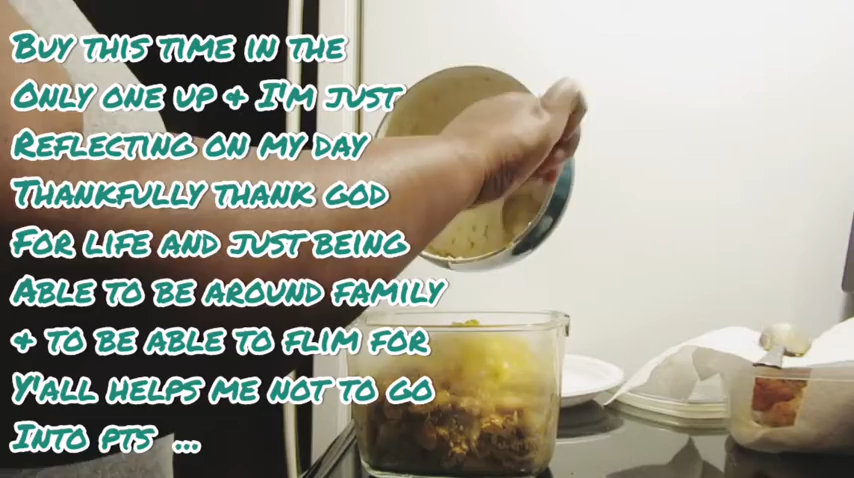 Buy this time in the
Only one up & I'm just
Reflecting on my day
Thankfully thank god
For life and just being
Able to be around family
& to be able to flim for
Y'all helps me not to go
Into pts ...